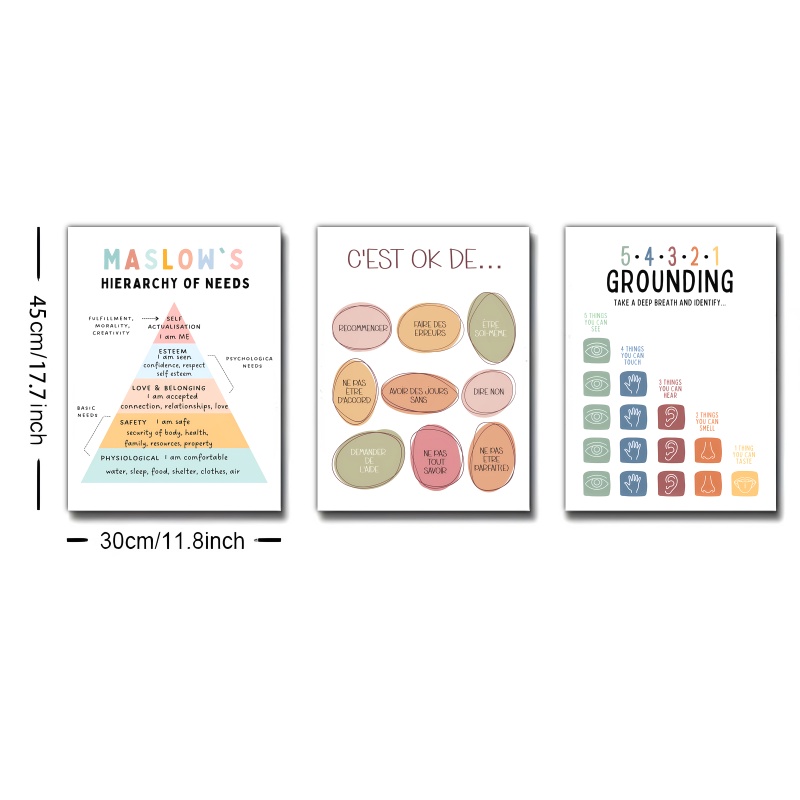 45cm/17.7inch
30cm/11.8inch
MASLOW`S
HIERARCHY OF NEEDS
FULFILLMENT,
MORALITY,
CREATIVITY
SELF
ACTUALISATION
I am ME
ESTEEM
I am seen
confidence, respect
self esteem
PSYCHOLOGICA
NEEDS
LOVE & BELONGING
I am accepted
connection, relationships, love
BASIC
NEEDS
SAFETY I am safe
security of body, health,
family, resources, property
PHYSIOLOGICAL I am comfortable
water, sleep, food, shelter, clothes, air
C'EST OK DE...
RECOMMENCER
FAIRE DES
ERREURS
ÊTRE
SOI-MÊME
NE PAS
ETRE
D'ACCORD
AVOIR DES JOURS
SANS
DIRE NON
DEMANDER
DE
L'AIDE
NE PAS
TOUT
SAVOIR
NE PAS
ETRE
PARFAIT(E)
5·4·3·2·1
GROUNDING
TAKE A DEEP BREATH AND IDENTIFY...
5 THINGS
YOU CAN
SEE
4 THINGS
YOU CAN
TOUCH
3 THINGS
YOU CAN
HEAR
2 THINGS
YOU CAN
SMELL
1 THING
YOU CAN
TASTE